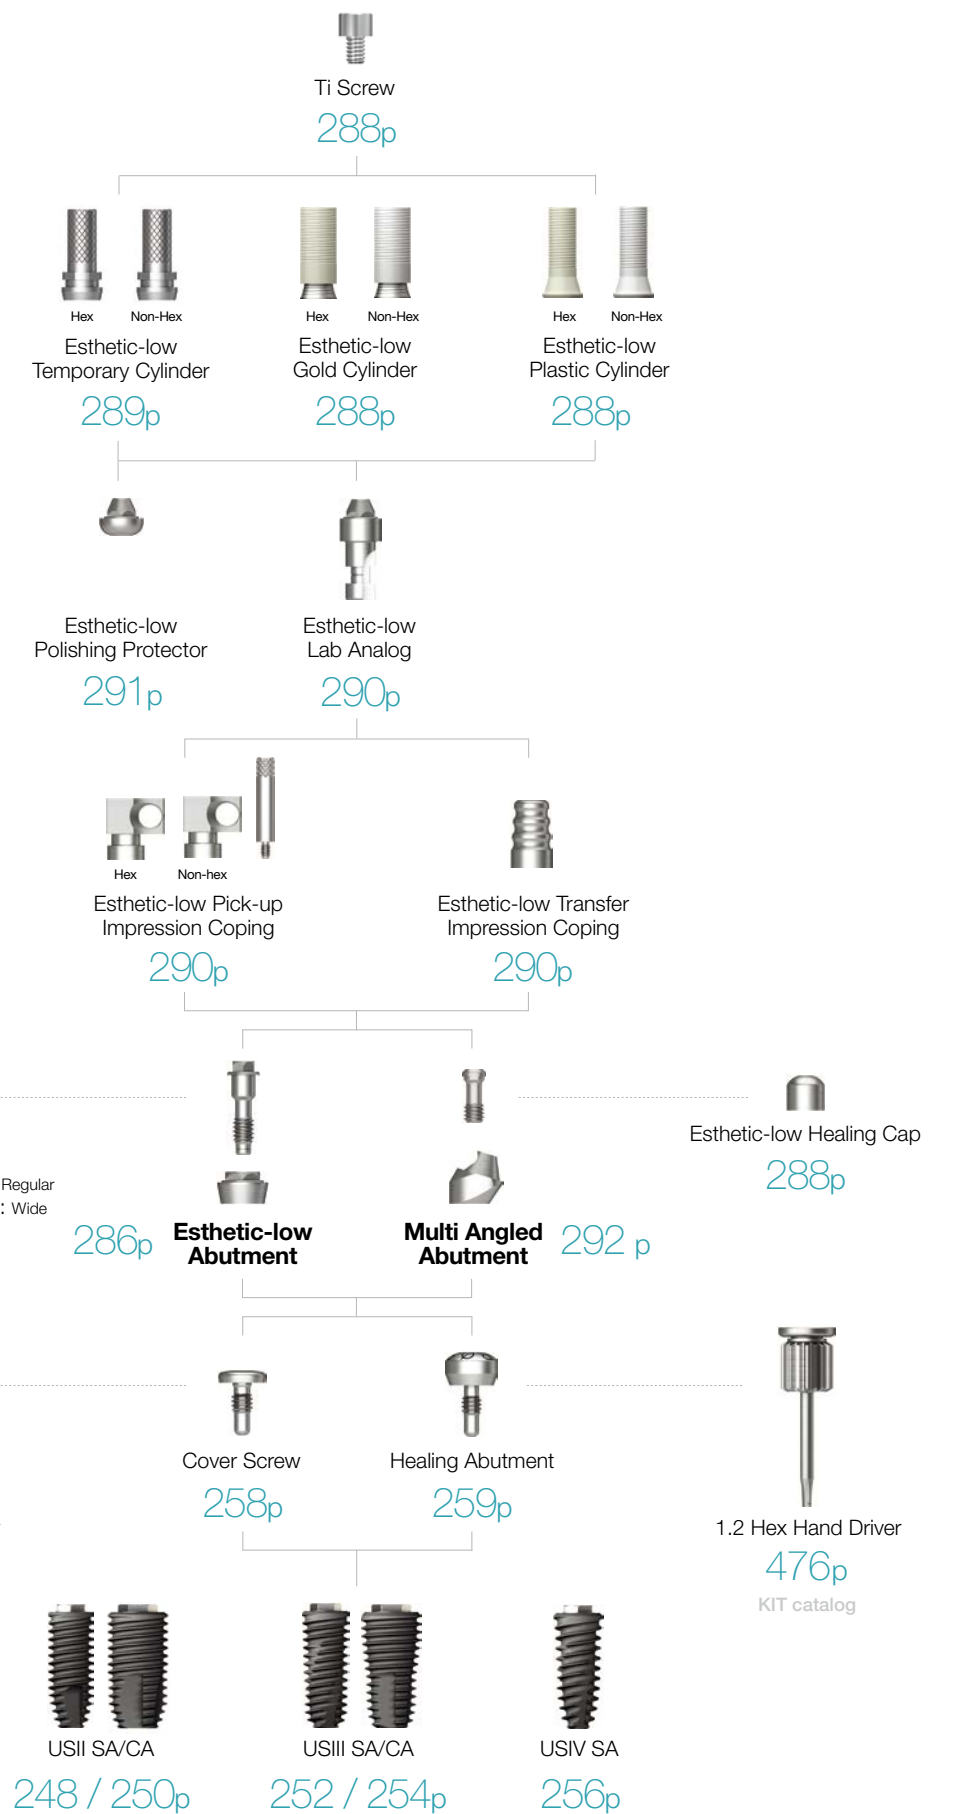 Ti Screw
288p
Hex
Non-Hex
Hex
Non-Hex
Hex
Non-Hex
Esthetic-low
Temporary Cylinder
289p
Esthetic-low
Gold Cylinder
288p
Esthetic-low
Plastic Cylinder
288p
Esthetic-low
Polishing Protector
291p
Esthetic-low
Lab Analog
290p
Hex
Non-hex
Esthetic-low Pick-up
Impression Coping
290p
Esthetic-low Transfer
Impression Coping
290p
Esthetic-low Healing Cap
288p
Regular
: Wide
286p
Esthetic-low
Abutment
Multi Angled
Abutment
292 p
Cover Screw
258p
Healing Abutment
259p
1.2 Hex Hand Driver
476p
KIT catalog
USII SA/CA
248 / 250p
USIII SA/CA
252 / 254p
USIV SA
256p